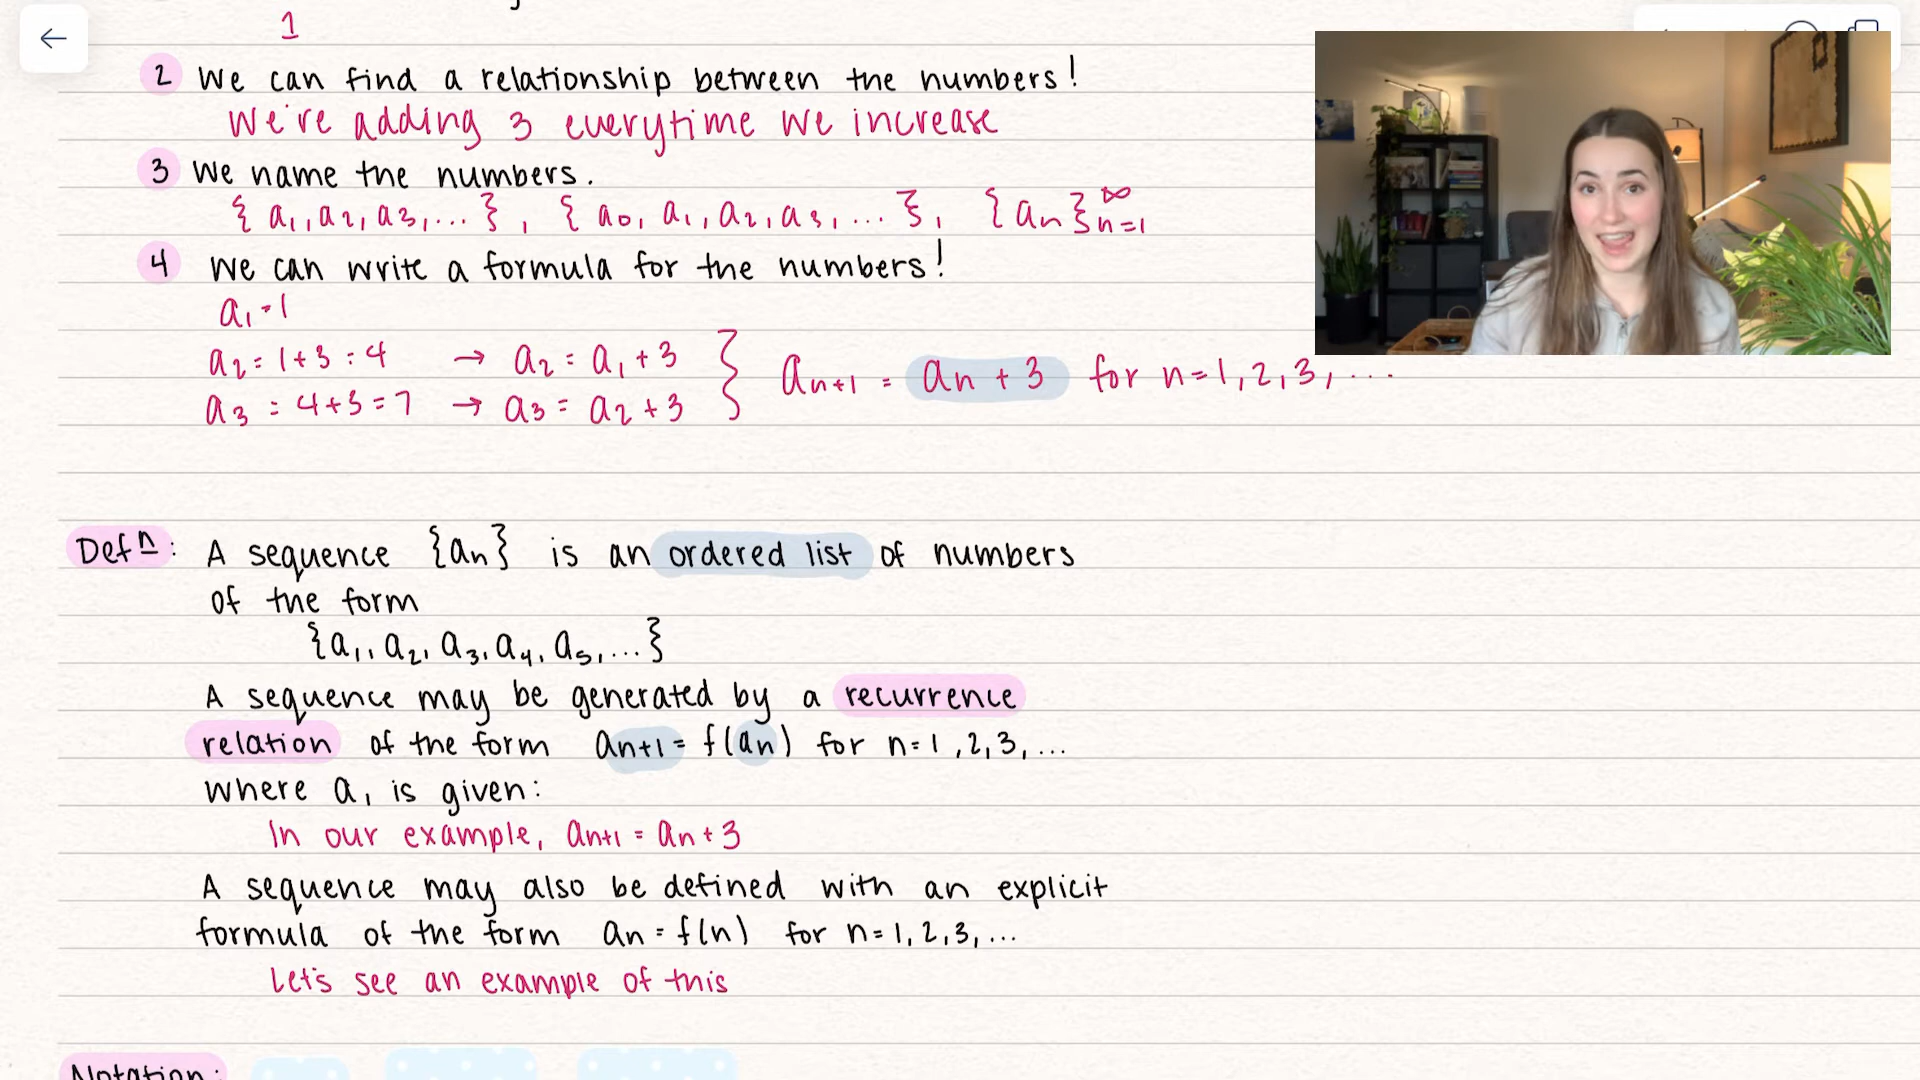 1
2 We can find a relationship between the numbers!
We're adding 3 everytime we increase
3 We name the numbers.
{a₁, a₂, a₃, ...}, {a₀, a₁, a₂, a₃, ...}, {aₙ}ₙ₌₁^∞
4 We can write a formula for the numbers!
a₁ = 1
a₂ = 1 + 3 = 4 → a₂ = a₁ + 3
aₙ₊₁ = aₙ + 3 for n = 1, 2, 3, ...
a₃ = 4 + 3 = 7 → a₃ = a₂ + 3
Defⁿ: A sequence {aₙ} is an ordered list of numbers
of the form
{a₁, a₂, a₃, a₄, a₅, ...}
A sequence may be generated by a recurrence
relation of the form aₙ₊₁ = f(aₙ) for n = 1, 2, 3, ...
where a₁ is given:
In our example, aₙ₊₁ = aₙ + 3
A sequence may also be defined with an explicit
formula of the form aₙ = f(n) for n = 1, 2, 3, ...
Let's see an example of this
Notation: